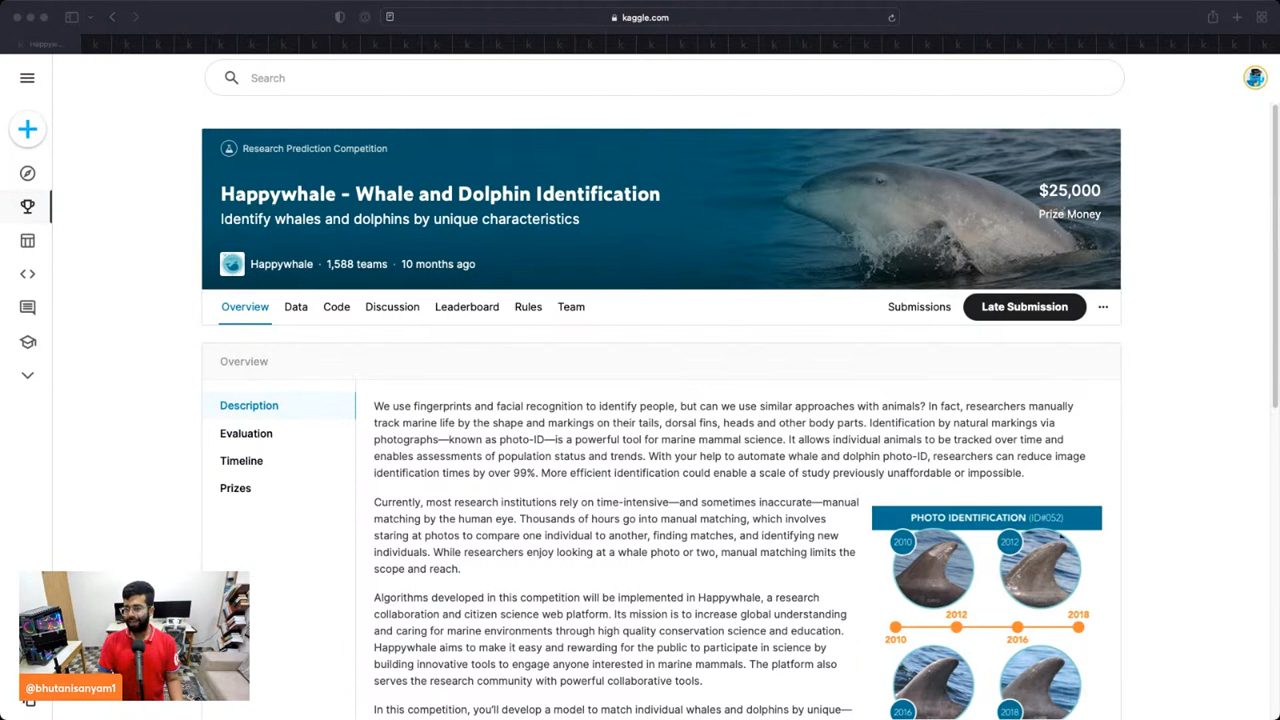 kaggle.com
Happyw...
Search
Research Prediction Competition
Happywhale - Whale and Dolphin Identification
Identify whales and dolphins by unique characteristics
$25,000
Prize Money
Happywhale · 1,588 teams · 10 months ago
Overview Data Code Discussion Leaderboard Rules Team Submissions Late Submission ...
Overview
Description
Evaluation
Timeline
Prizes
We use fingerprints and facial recognition to identify people, but can we use similar approaches with animals? In fact, researchers manually
track marine life by the shape and markings on their tails, dorsal fins, heads and other body parts. Identification by natural markings via
photographs—known as photo-ID—is a powerful tool for marine mammal science. It allows individual animals to be tracked over time and
enables assessments of population status and trends. With your help to automate whale and dolphin photo-ID, researchers can reduce image
identification times by over 99%. More efficient identification could enable a scale of study previously unaffordable or impossible.
Currently, most research institutions rely on time-intensive—and sometimes inaccurate—manual
matching by the human eye. Thousands of hours go into manual matching, which involves
staring at photos to compare one individual to another, finding matches, and identifying new
individuals. While researchers enjoy looking at a whale photo or two, manual matching limits the
scope and reach.
Algorithms developed in this competition will be implemented in Happywhale, a research
collaboration and citizen science web platform. Its mission is to increase global understanding
and caring for marine environments through high quality conservation science and education.
Happywhale aims to make it easy and rewarding for the public to participate in science by
building innovative tools to engage anyone interested in marine mammals. The platform also
serves the research community with powerful collaborative tools.
In this competition, you'll develop a model to match individual whales and dolphins by unique—
PHOTO IDENTIFICATION (ID#052)
2010 2012
2012 2018
2010 2016
2016 2018
@bhutanisanyam1